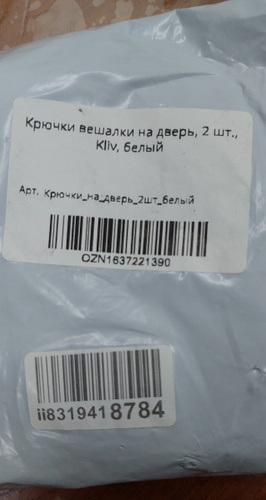 Крючки вешалки на дверь, 2 шт.,
Kliv, белый
Арт. Крючки_на_дверь_2шт_белый
OZN1637221390
ii8319418784